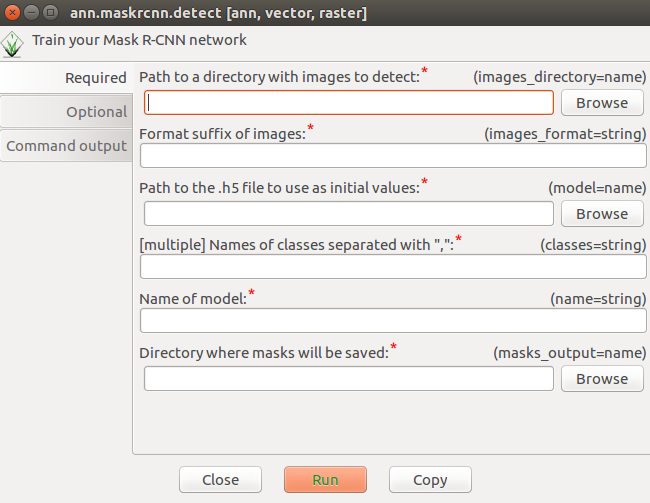 ann.maskrcnn.detect [ann, vector, raster]
Train your Mask R-CNN network
Required
Optional
Command output
Path to a directory with images to detect:* (images_directory=name)
Browse
Format suffix of images:* (images_format=string)
Path to the .h5 file to use as initial values:* (model=name)
Browse
[multiple] Names of classes separated with ",":* (classes=string)
Name of model:* (name=string)
Directory where masks will be saved:* (masks_output=name)
Browse
Close Run Copy